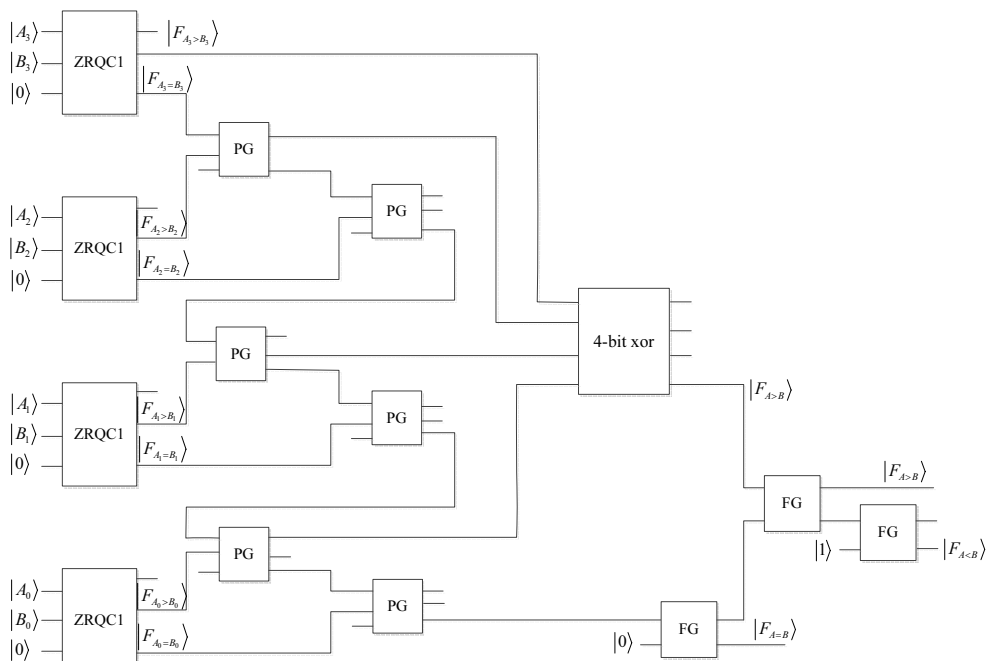 |A₃⟩ |F_{A₃>B₃}⟩
|B₃⟩ ZRQC1
|0⟩ |F_{A₃=B₃}⟩
PG
|A₂⟩ PG
|F_{A₂>B₂}⟩
|B₂⟩ ZRQC1
|F_{A₂=B₂}⟩
|0⟩
4-bit xor
PG
|A₁⟩ |F_{A₁>B₁}⟩ PG |F_{A>B}⟩
|B₁⟩ ZRQC1
|F_{A₁=B₁}⟩
|0⟩ |F_{A>B}⟩
FG
FG
PG |1⟩ |F_{A<B}⟩
|A₀⟩ |F_{A₀>B₀}⟩
PG
|B₀⟩ ZRQC1
FG |F_{A=B}⟩
|0⟩ |F_{A₀=B₀}⟩ |0⟩